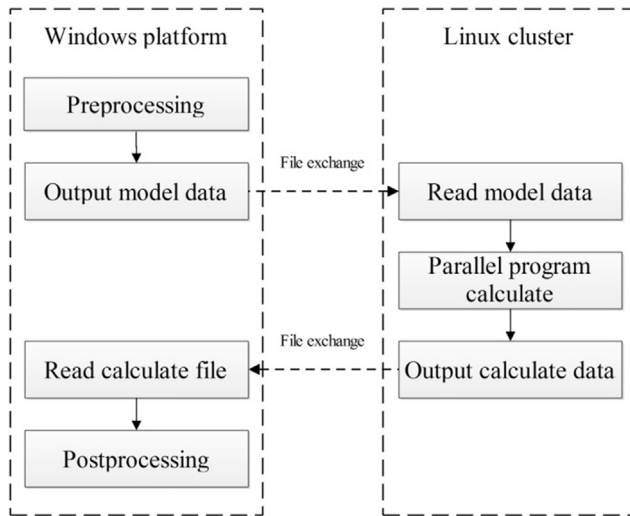 Windows platform
Linux cluster
Preprocessing
File exchange
Output model data
Read model data
Parallel program
calculate
File exchange
Read calculate file
Output calculate data
Postprocessing